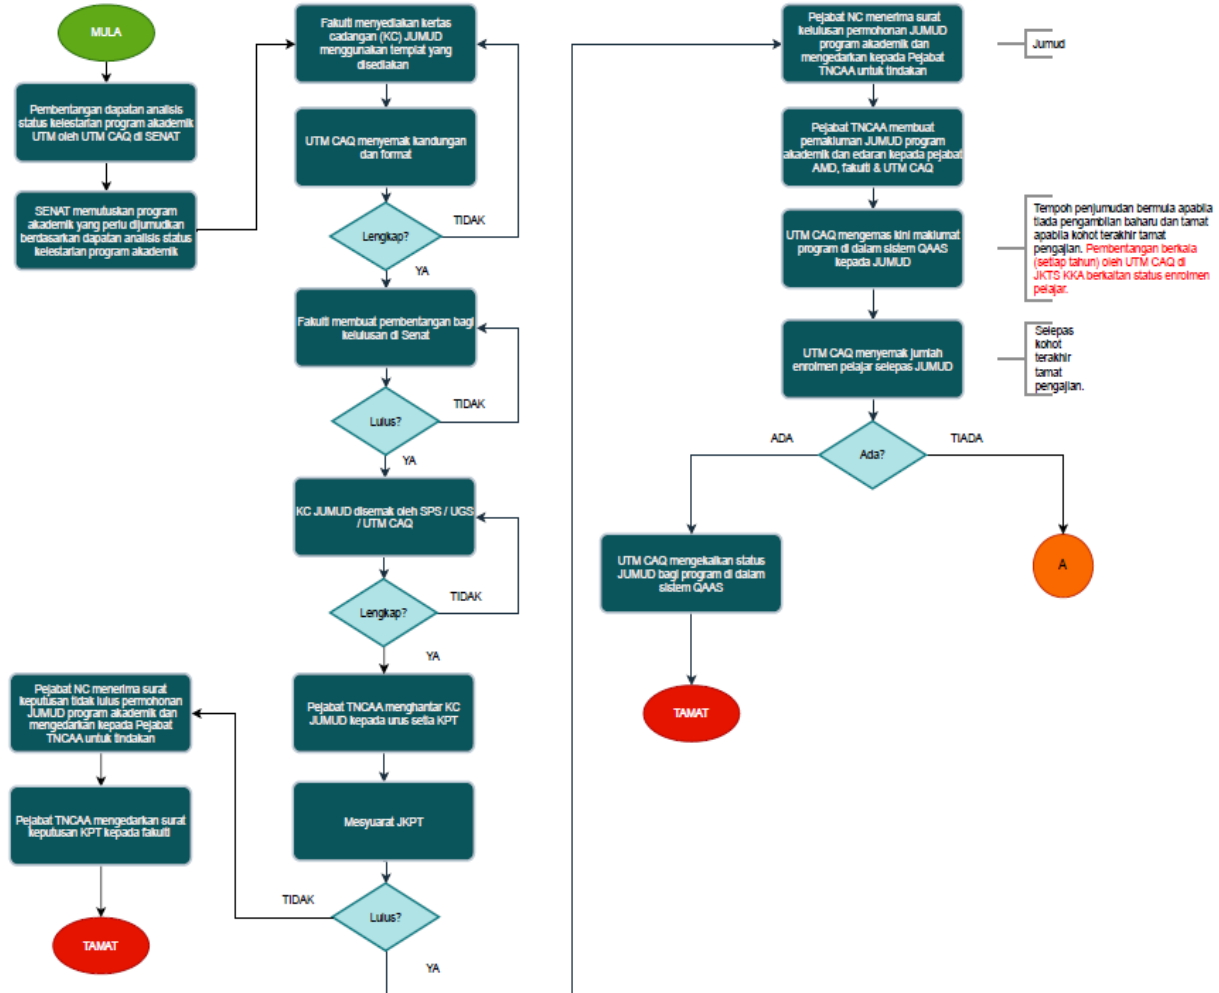 MULA
Pembentangan dapatan analisis
status kelestarian program akademik
UTM oleh UTM CAQ di SENAT
SENAT memutuskan program
akademik yang perlu dijumudkan
berdasarkan dapatan analisis status
kelestarian program akademik
Fakulti menyediakan kertas
cadangan (KC) JUMUD
menggunakan templat yang
disediakan
UTM CAQ menyemak kandungan
dan format
Lengkap?
TIDAK
YA
Fakulti membuat pembentangan bagi
kelulusan di Senat
Lulus?
TIDAK
YA
KC JUMUD disemak oleh SPS / UGS
/ UTM CAQ
Lengkap?
TIDAK
YA
Pejabat TNCAA menghantar KC
JUMUD kepada urus setia KPT
Mesyuarat JKPT
Lulus?
TIDAK
YA
Pejabat NC menerima surat
keputusan tidak lulus permohonan
JUMUD program akademik dan
mengedarkan kepada Pejabat
TNCAA untuk tindakan
Pejabat TNCAA mengedarkan surat
keputusan KPT kepada fakulti
TAMAT
Pejabat NC menerima surat
kelulusan permohonan JUMUD
program akademik dan
mengedarkan kepada Pejabat
TNCAA untuk tindakan
Jumud
Pejabat TNCAA membuat
pemakluman JUMUD program
akademik dan edaran kepada pejabat
AMD, fakulti & UTM CAQ
UTM CAQ mengemas kini maklumat
program di dalam sistem QAAS
kepada JUMUD
Tempoh penjumudan bermula apabila
tiada pengambilan baharu dan tamat
apabila kohot terakhir tamat
pengajian. Pembentangan berkala
(setiap tahun) oleh UTM CAQ di
JKTS KKA berkaitan status enrolmen
pelajar.
UTM CAQ menyemak jumlah
enrolmen pelajar selepas JUMUD
Selepas
kohot
terakhir
tamat
pengajian.
Ada?
ADA
TIADA
UTM CAQ mengekalkan status
JUMUD bagi program di dalam
sistem QAAS
A
TAMAT